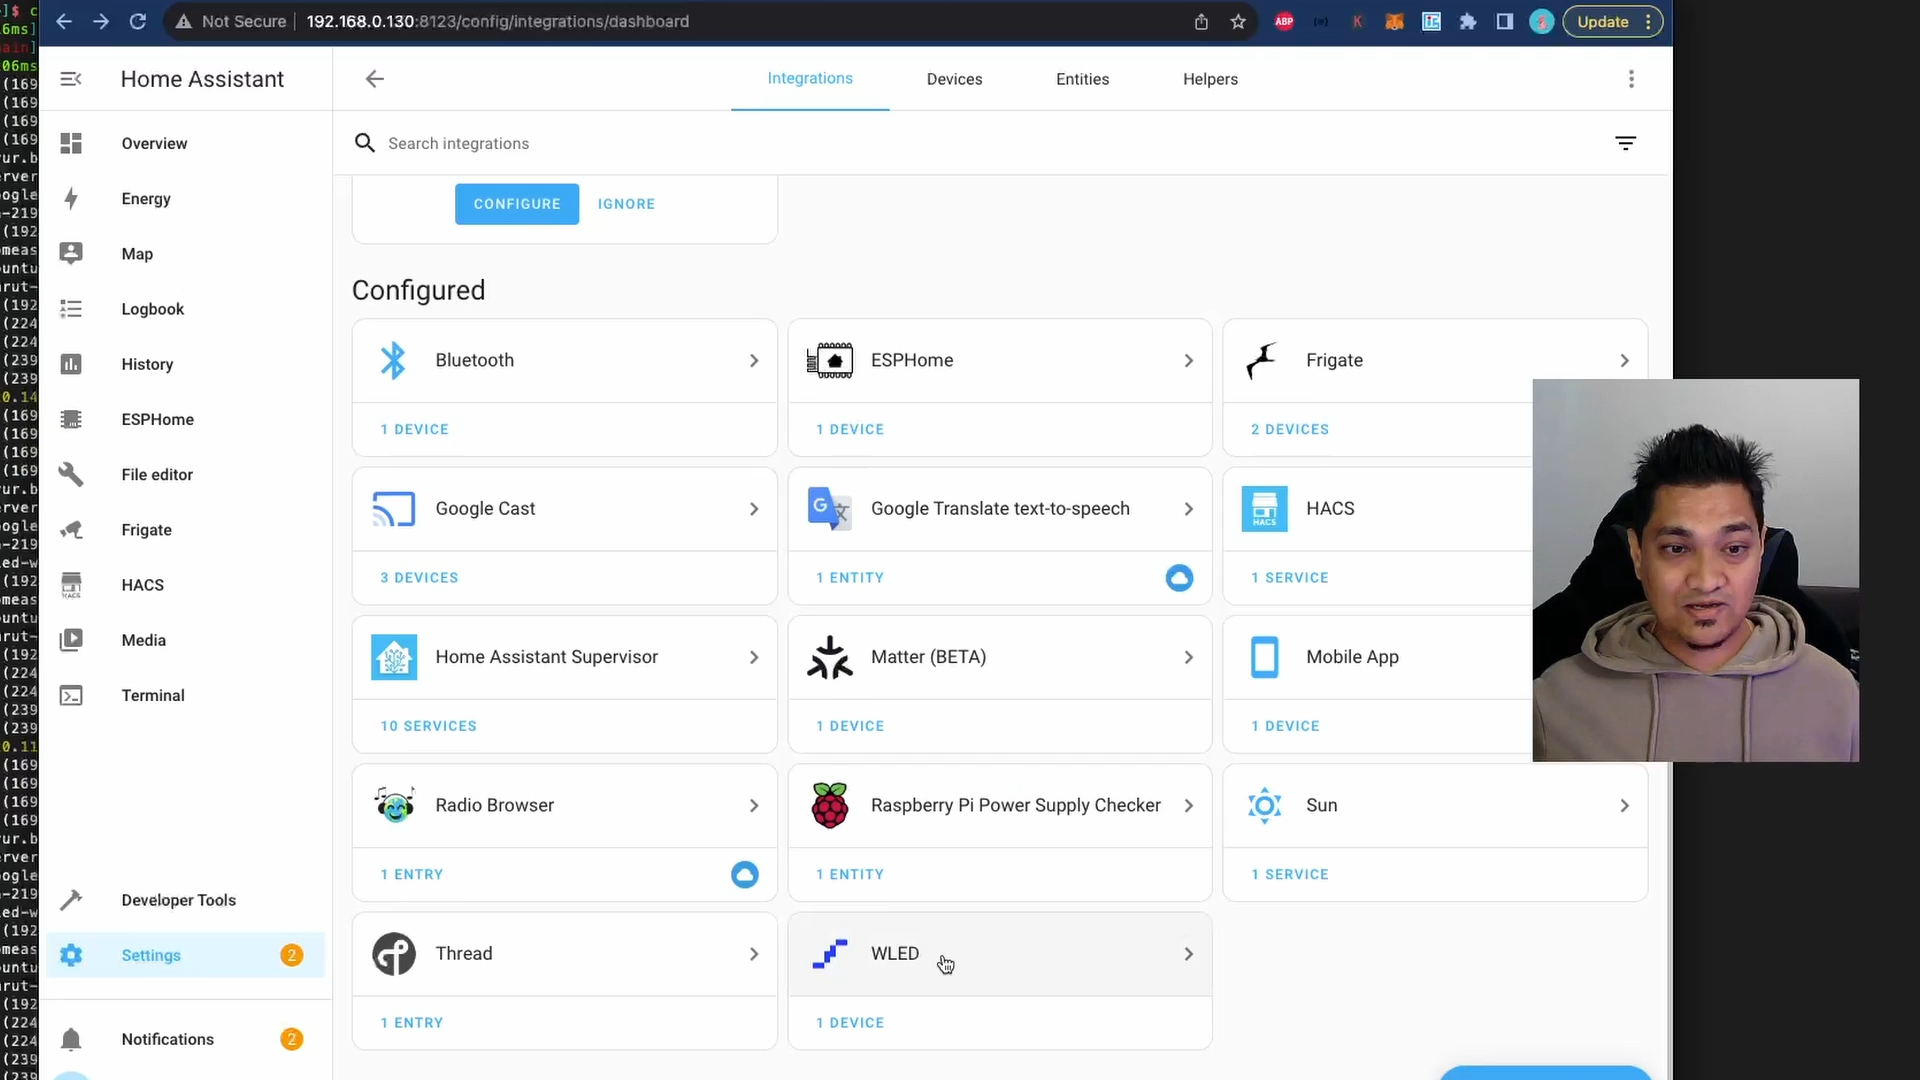 Not Secure
192.168.0.130:8123/config/integrations/dashboard
ABP
K
Update
Home Assistant
Integrations
Devices
Entities
Helpers
Search integrations
Overview
Energy
Map
Logbook
History
ESPHome
File editor
Frigate
HACS
Media
Terminal
Developer Tools
Settings
2
Notifications
2
CONFIGURE
IGNORE
Configured
Bluetooth
1 DEVICE
ESPHome
1 DEVICE
Frigate
2 DEVICES
Google Cast
3 DEVICES
Google Translate text-to-speech
1 ENTITY
HACS
HACS
1 SERVICE
Home Assistant Supervisor
10 SERVICES
Matter (BETA)
1 DEVICE
Mobile App
1 DEVICE
Radio Browser
1 ENTRY
Raspberry Pi Power Supply Checker
1 ENTITY
Sun
1 SERVICE
Thread
1 ENTRY
WLED
1 DEVICE